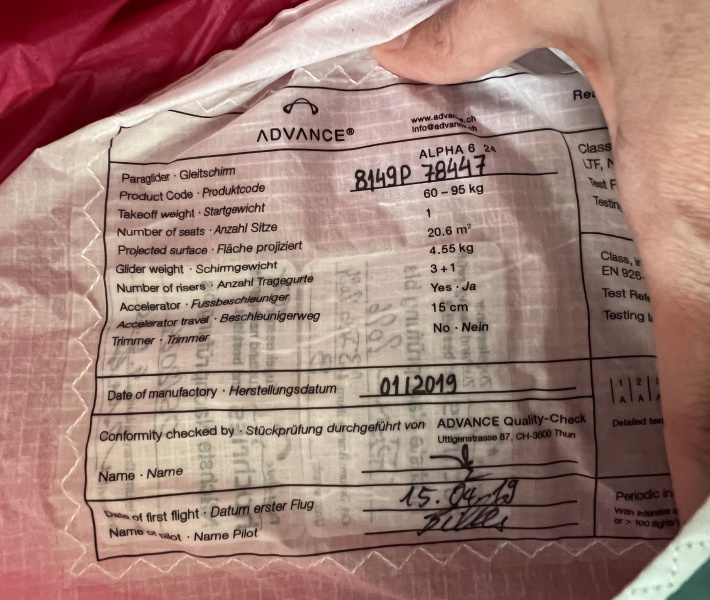 ADVANCE®
www.advance.ch
info@advance.ch
Paraglider · Gleitschirm ALPHA 6 24
Product Code · Produktcode 8149P 78447
Takeoff weight · Startgewicht 60 – 95 kg
Number of seats · Anzahl Sitze 1
Projected surface · Fläche projiziert 20.6 m²
Glider weight · Schirmgewicht 4.55 kg
Number of risers · Anzahl Tragegurte 3+1
Accelerator · Fussbeschleuniger Yes · Ja
Accelerator travel · Beschleunigerweg 15 cm
Trimmer · Trimmer No · Nein
Date of manufactory · Herstellungsdatum 01/2019
Conformity checked by · Stückprüfung durchgeführt von ADVANCE Quality-Check
Uttigenstrasse 87, CH-3600 Thun
Name · Name
Date of first flight · Datum erster Flug 15.04.19
Name of pilot · Name Pilot
Class
LTF,
Test
Testing
Class,
EN 926-
Test
Testing
1 2
A A
Detailed
Periodic
With
or > 100